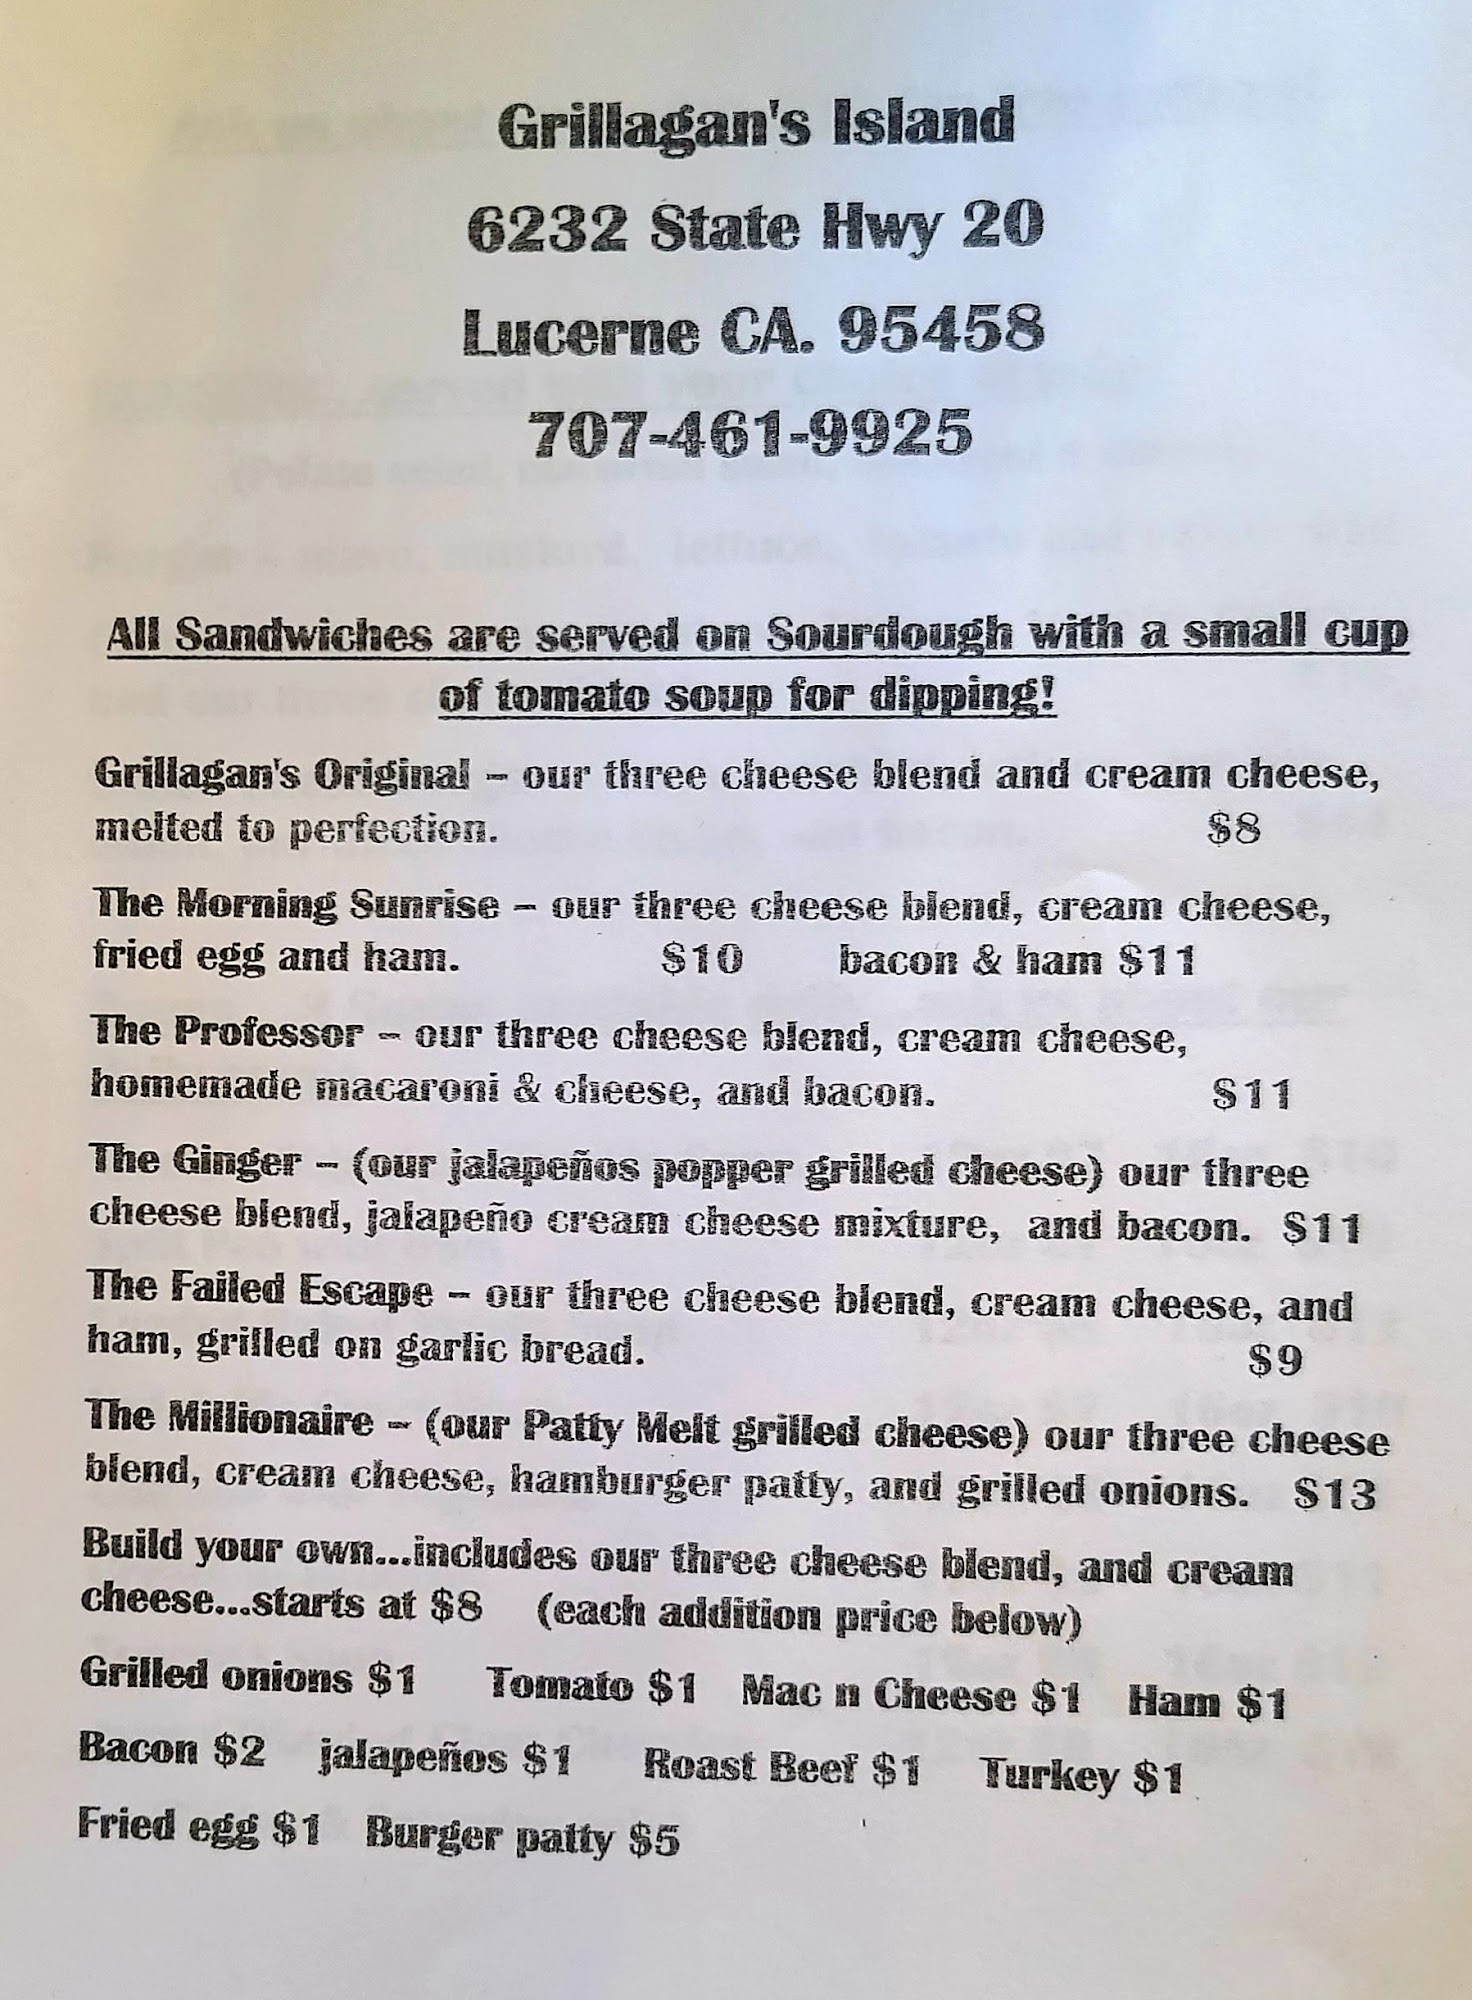 Grillagan's Island
6232 State Hwy 20
Lucerne CA. 95458
707-461-9925
All Sandwiches are served on Sourdough with a small cup
of tomato soup for dipping!
Grillagan's Original – our three cheese blend and cream cheese,
melted to perfection. $8
The Morning Sunrise – our three cheese blend, cream cheese,
fried egg and ham. $10 bacon & ham $11
The Professor – our three cheese blend, cream cheese,
homemade macaroni & cheese, and bacon. $11
The Ginger – (our jalapeños popper grilled cheese) our three
cheese blend, jalapeño cream cheese mixture, and bacon. $11
The Failed Escape – our three cheese blend, cream cheese, and
ham, grilled on garlic bread. $9
The Millionaire – (our Patty Melt grilled cheese) our three cheese
blend, cream cheese, hamburger patty, and grilled onions. $13
Build your own...includes our three cheese blend, and cream
cheese...starts at $8 (each addition price below)
Grilled onions $1 Tomato $1 Mac n Cheese $1 Ham $1
Bacon $2 jalapeños $1 Roast Beef $1 Turkey $1
Fried egg $1 Burger patty $5